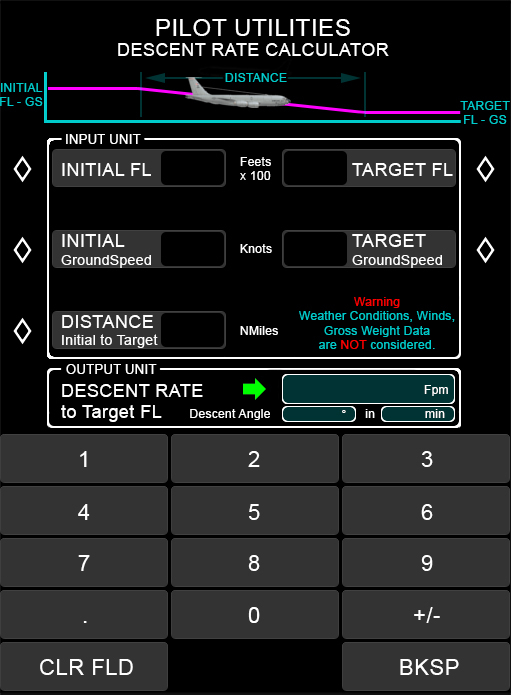 PILOT UTILITIES
DESCENT RATE CALCULATOR
DISTANCE
INITIAL
FL - GS
TARGET
FL - GS
INPUT UNIT
INITIAL FL
Feets
x 100
TARGET FL
INITIAL
GroundSpeed
Knots
TARGET
GroundSpeed
DISTANCE
Initial to Target
NMiles
Warning
Weather Conditions, Winds,
Gross Weight Data
are NOT considered.
OUTPUT UNIT
DESCENT RATE
to Target FL
Fpm
Descent Angle
° in min
1 2 3
4 5 6
7 8 9
. 0 +/-
CLR FLD BKSP